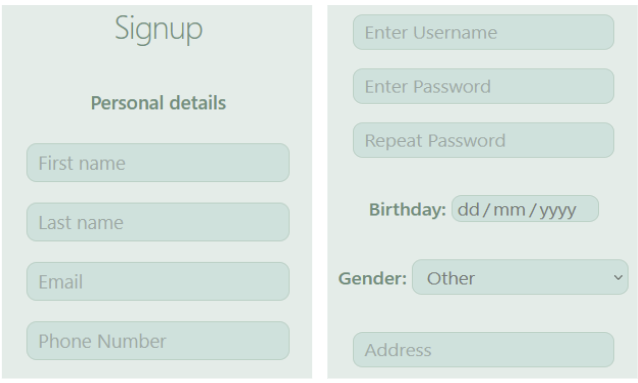 Signup
Personal details
First name
Last name
Email
Phone Number
Enter Username
Enter Password
Repeat Password
Birthday: dd/mm/yyyy
Gender: Other
Address